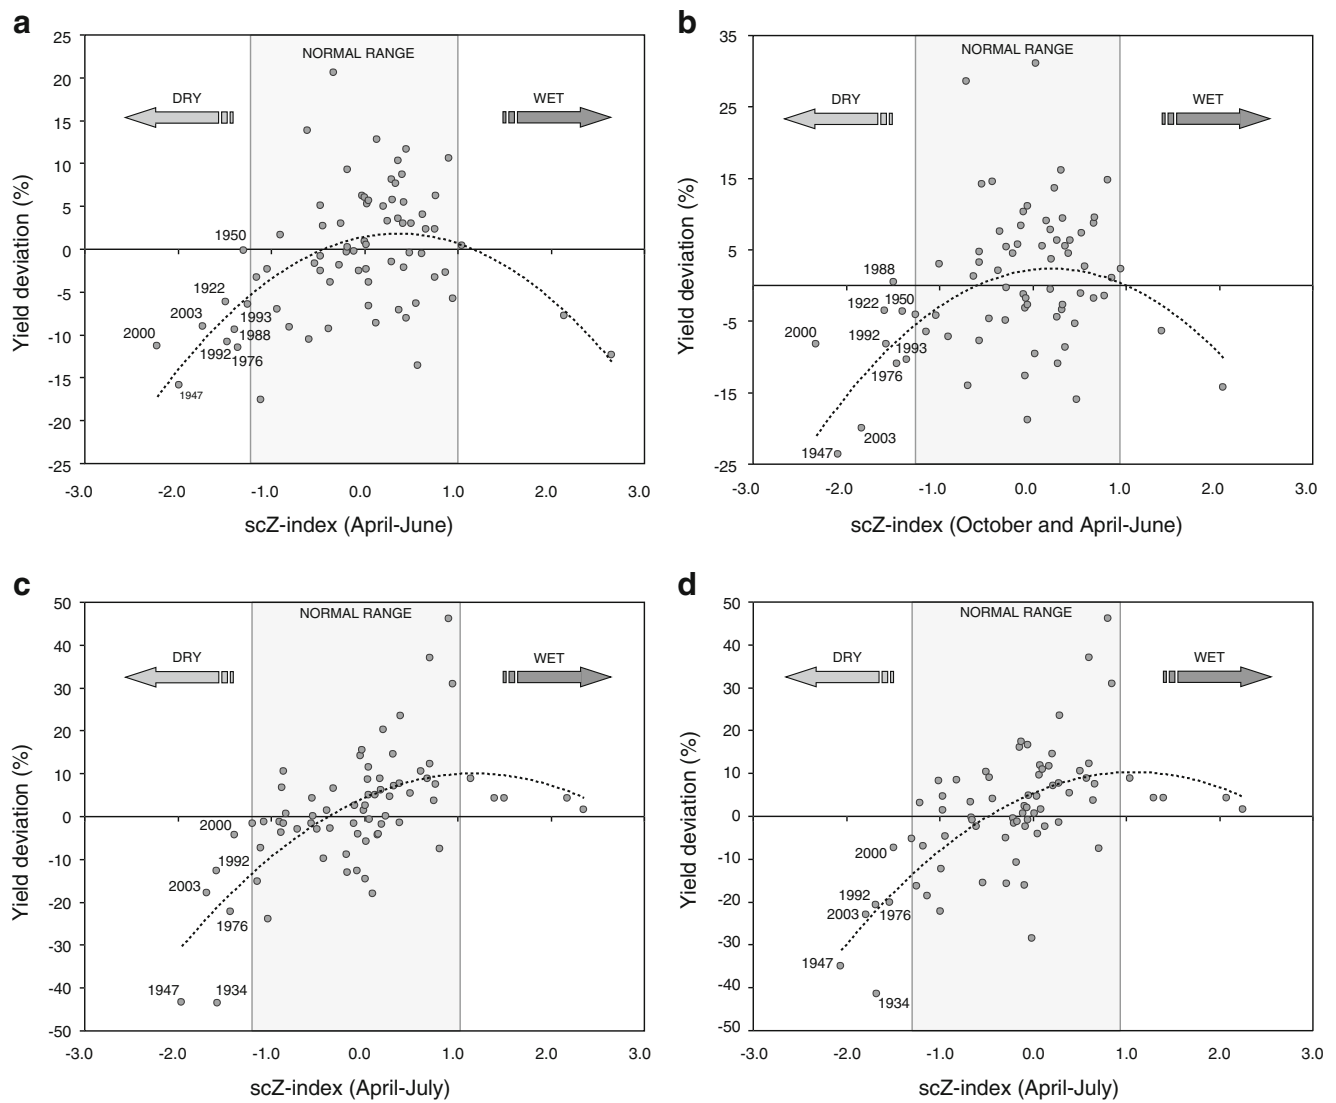 a
25
20
15
10
5
0
-5
-10
-15
-20
-25
Yield deviation (%)
NORMAL RANGE
DRY
WET
1950
1922
2003
1993
2000
1988
1992
1976
1947
-3.0 -2.0 -1.0 0.0 1.0 2.0 3.0
scZ-index (April-June)
b
35
25
15
5
-5
-15
-25
Yield deviation (%)
NORMAL RANGE
DRY
WET
1988
1922 1950
2000
1992
1993
1976
2003
1947
-3.0 -2.0 -1.0 0.0 1.0 2.0 3.0
scZ-index (October and April-June)
c
50
40
30
20
10
0
-10
-20
-30
-40
-50
Yield deviation (%)
NORMAL RANGE
DRY
WET
2000
1992
2003
1976
1947
1934
-3.0 -2.0 -1.0 0.0 1.0 2.0 3.0
scZ-index (April-July)
d
50
40
30
20
10
0
-10
-20
-30
-40
-50
Yield deviation (%)
NORMAL RANGE
DRY
WET
2000
1992
2003 1976
1947
1934
-3.0 -2.0 -1.0 0.0 1.0 2.0 3.0
scZ-index (April-July)